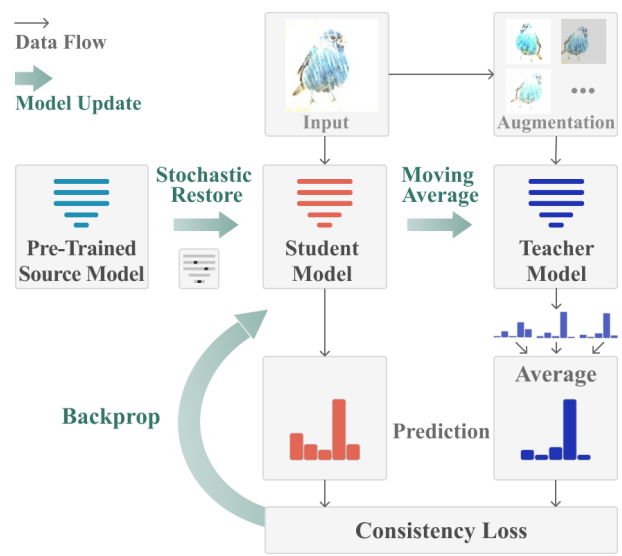 Data Flow
Model Update
Input
Augmentation
Stochastic
Restore
Moving
Average
Pre-Trained
Source Model
Student
Model
Teacher
Model
Average
Backprop
Prediction
Consistency Loss